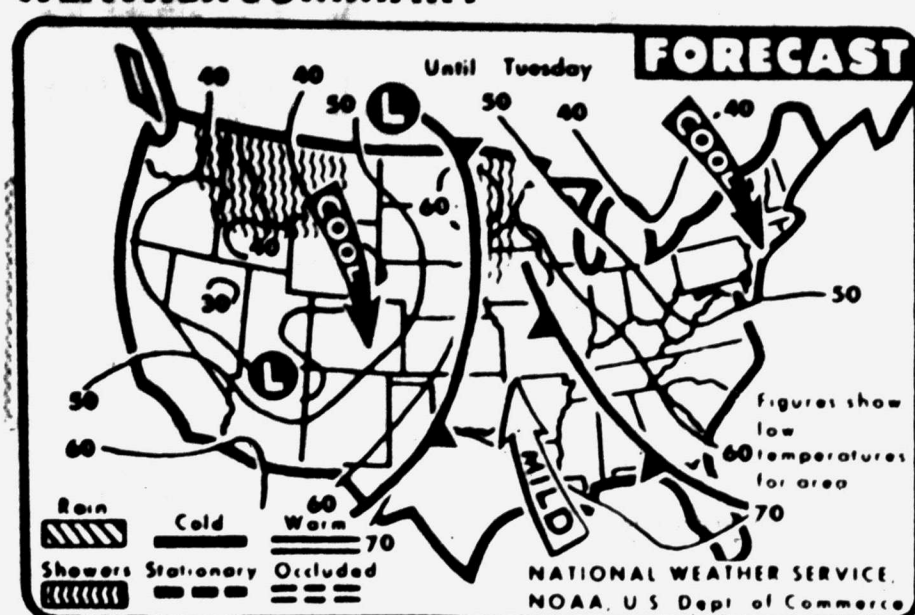 FORECAST
Until Tuesday
40
40
50
L
50
40
.40
COOL
COOL
60
40
30
50
L
50
60
Figures show
low
temperatures
for area
60
MILD
60
70
70
Rain
Cold
Warm
Showers
Stationary
Occluded
NATIONAL WEATHER SERVICE,
NOAA, U S Dept of Commerce